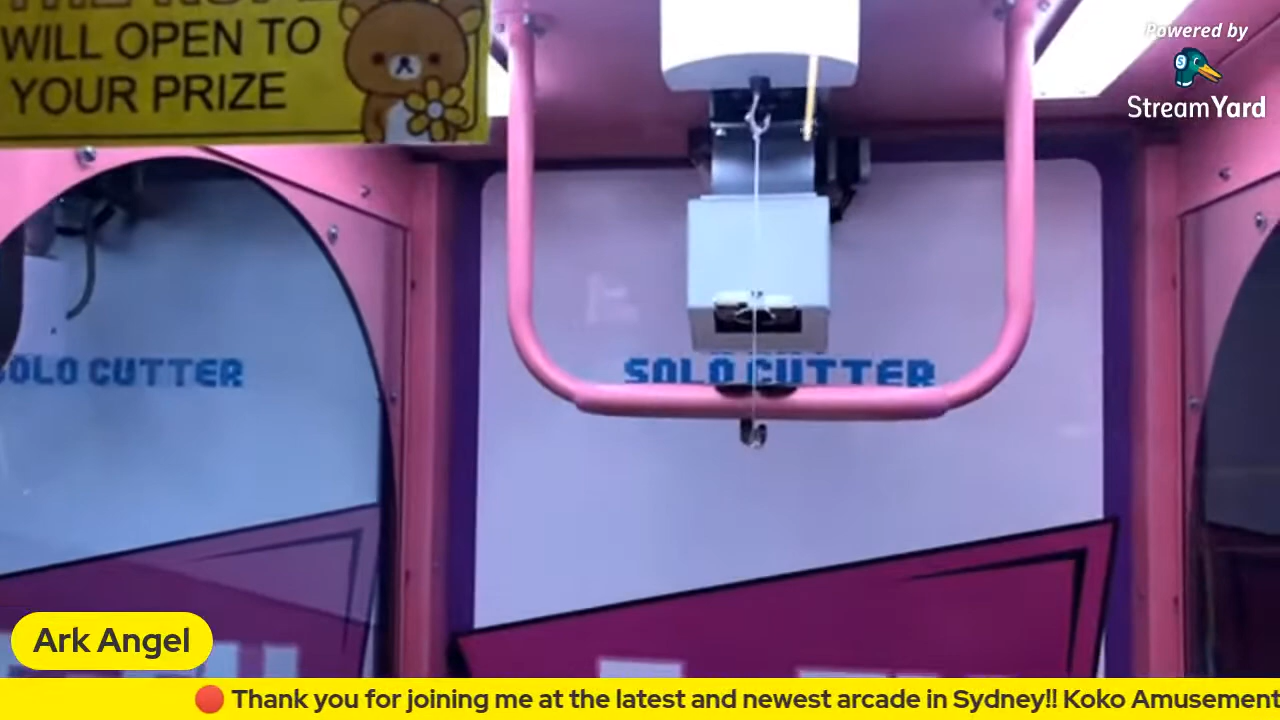 WILL OPEN TO
YOUR PRIZE
Powered by
StreamYard
SOLO CUTTER
SOLO CUTTER
Ark Angel
🔴 Thank you for joining me at the latest and newest arcade in Sydney!! Koko Amusement